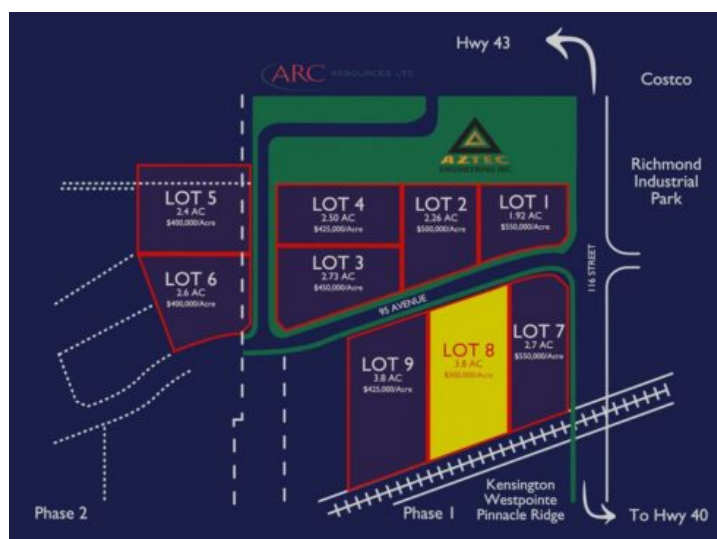 Hwy 43
ARC RESOURCES LTD.
Costco
AZTEC
ENGINEERING INC.
Richmond
Industrial
Park
LOT 5
2.4 AC
$400,000/Acre
LOT 4
2.50 AC
$425,000/Acre
LOT 2
2.26 AC
$500,000/Acre
LOT 1
1.92 AC
$550,000/Acre
LOT 6
2.6 AC
$400,000/Acre
LOT 3
2.73 AC
$450,000/Acre
116 STREET
95 AVENUE
LOT 9
3.8 AC
$425,000/Acre
LOT 8
3.8 AC
$500,000/Acre
LOT 7
2.7 AC
$550,000/Acre
Phase 2
Phase 1
Kensington
Westpointe
Pinnacle Ridge
To Hwy 40